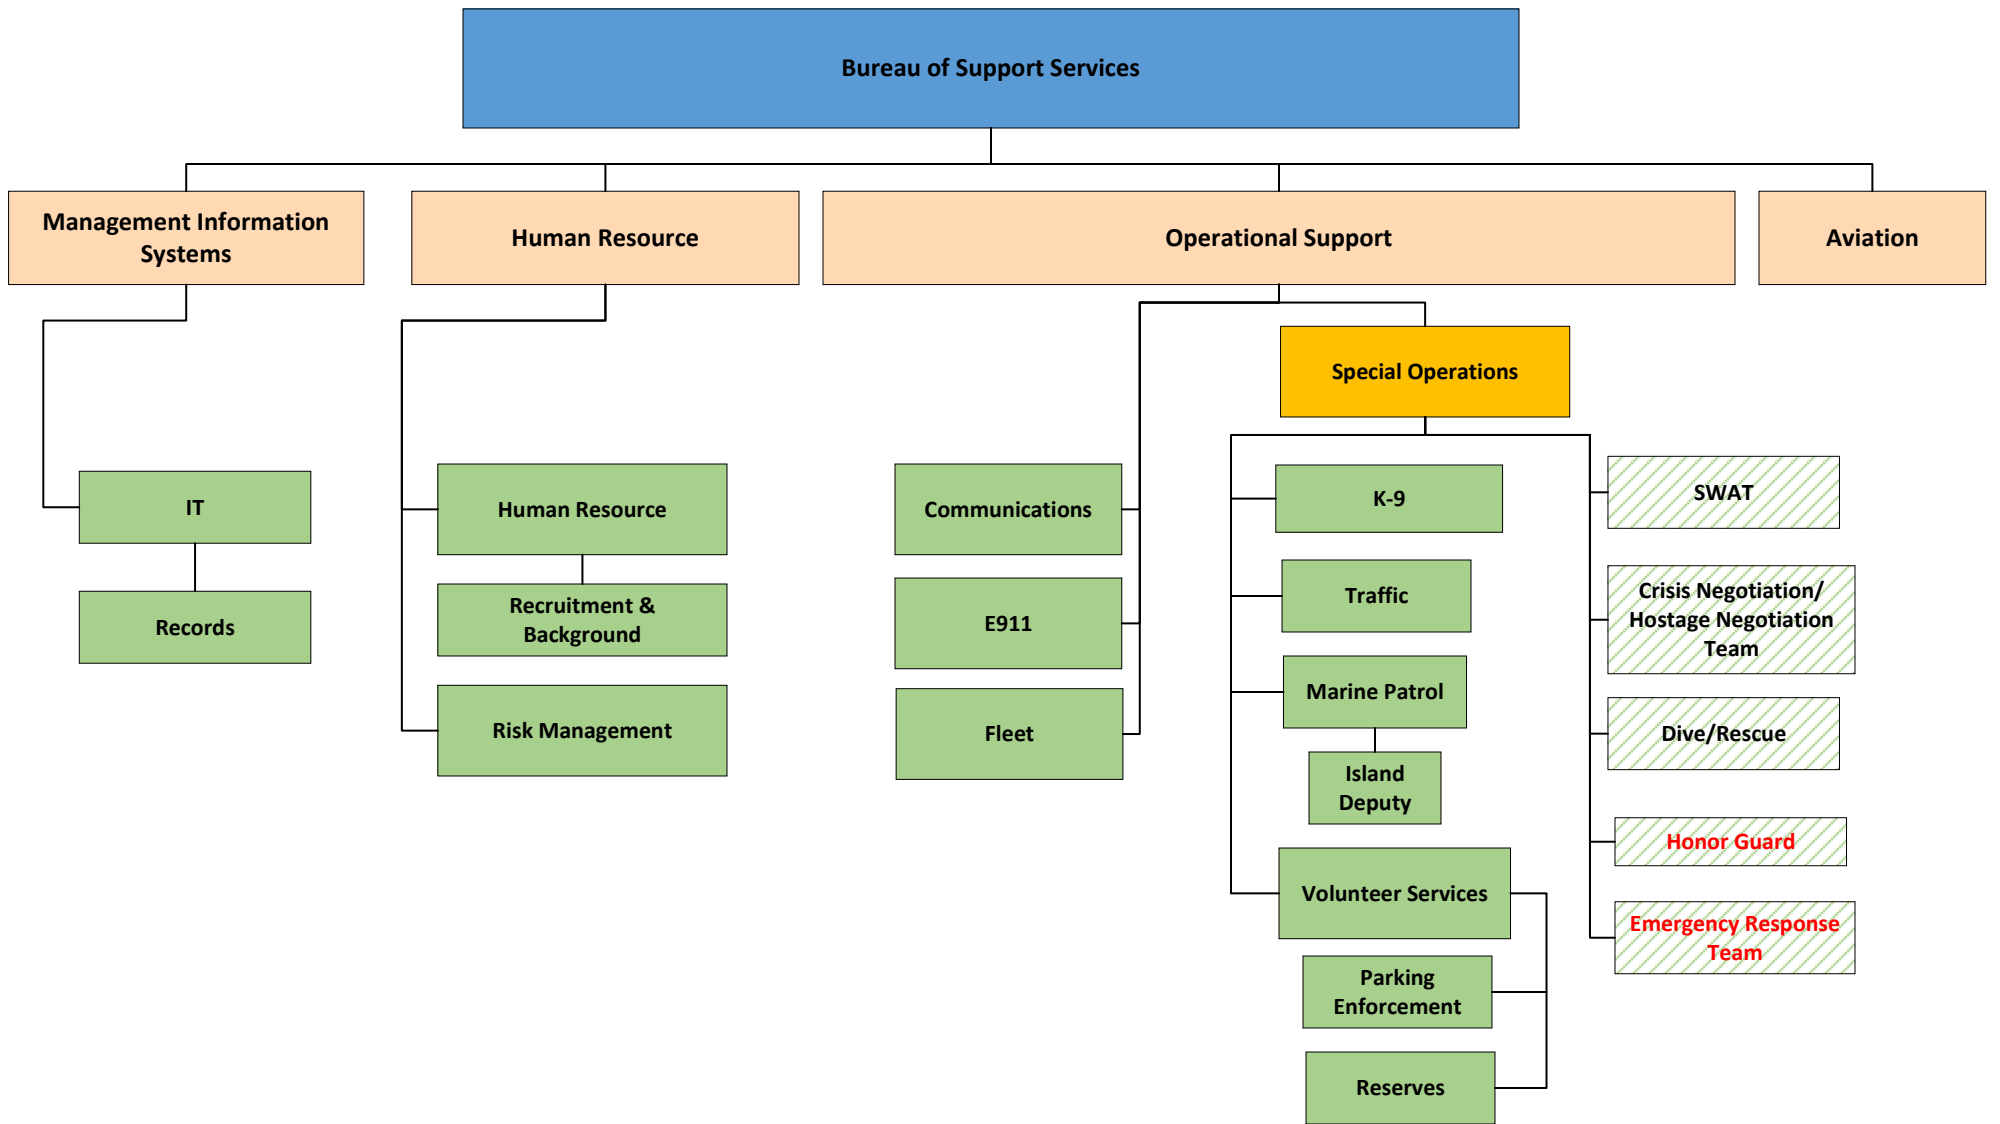 Bureau of Support Services
Management Information
Systems
Human Resource
Operational Support
Aviation
Special Operations
IT
Records
Human Resource
Recruitment &
Background
Risk Management
Communications
E911
Fleet
K-9
Traffic
Marine Patrol
Island
Deputy
Volunteer Services
Parking
Enforcement
Reserves
SWAT
Crisis Negotiation/
Hostage Negotiation
Team
Dive/Rescue
Honor Guard
Emergency Response
Team